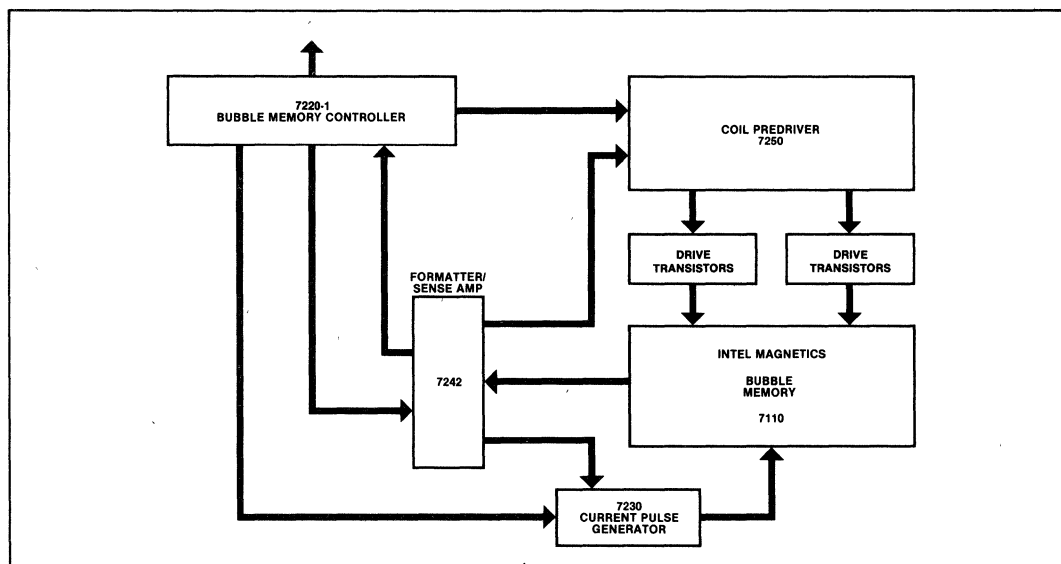 7220-1
BUBBLE MEMORY CONTROLLER
COIL PREDRIVER
7250
DRIVE
TRANSISTORS
DRIVE
TRANSISTORS
FORMATTER/
SENSE AMP
7242
INTEL MAGNETICS
BUBBLE
MEMORY
7110
7230
CURRENT PULSE
GENERATOR